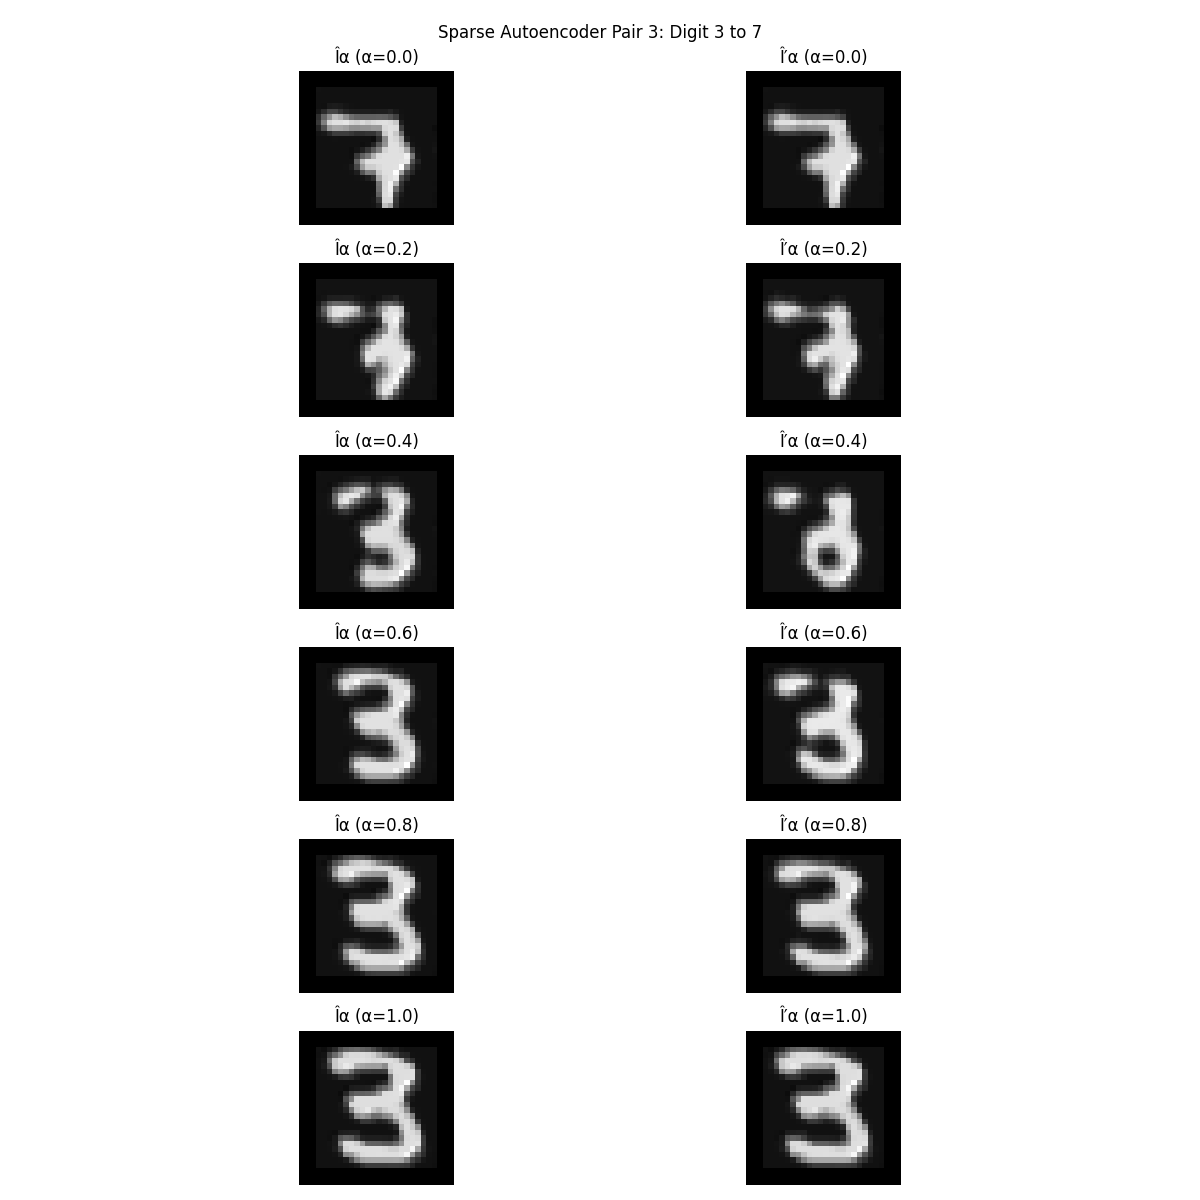 Sparse Autoencoder Pair 3: Digit 3 to 7
Îα (α=0.0) Î′α (α=0.0)
Îα (α=0.2) Î′α (α=0.2)
Îα (α=0.4) Î′α (α=0.4)
Îα (α=0.6) Î′α (α=0.6)
Îα (α=0.8) Î′α (α=0.8)
Îα (α=1.0) Î′α (α=1.0)